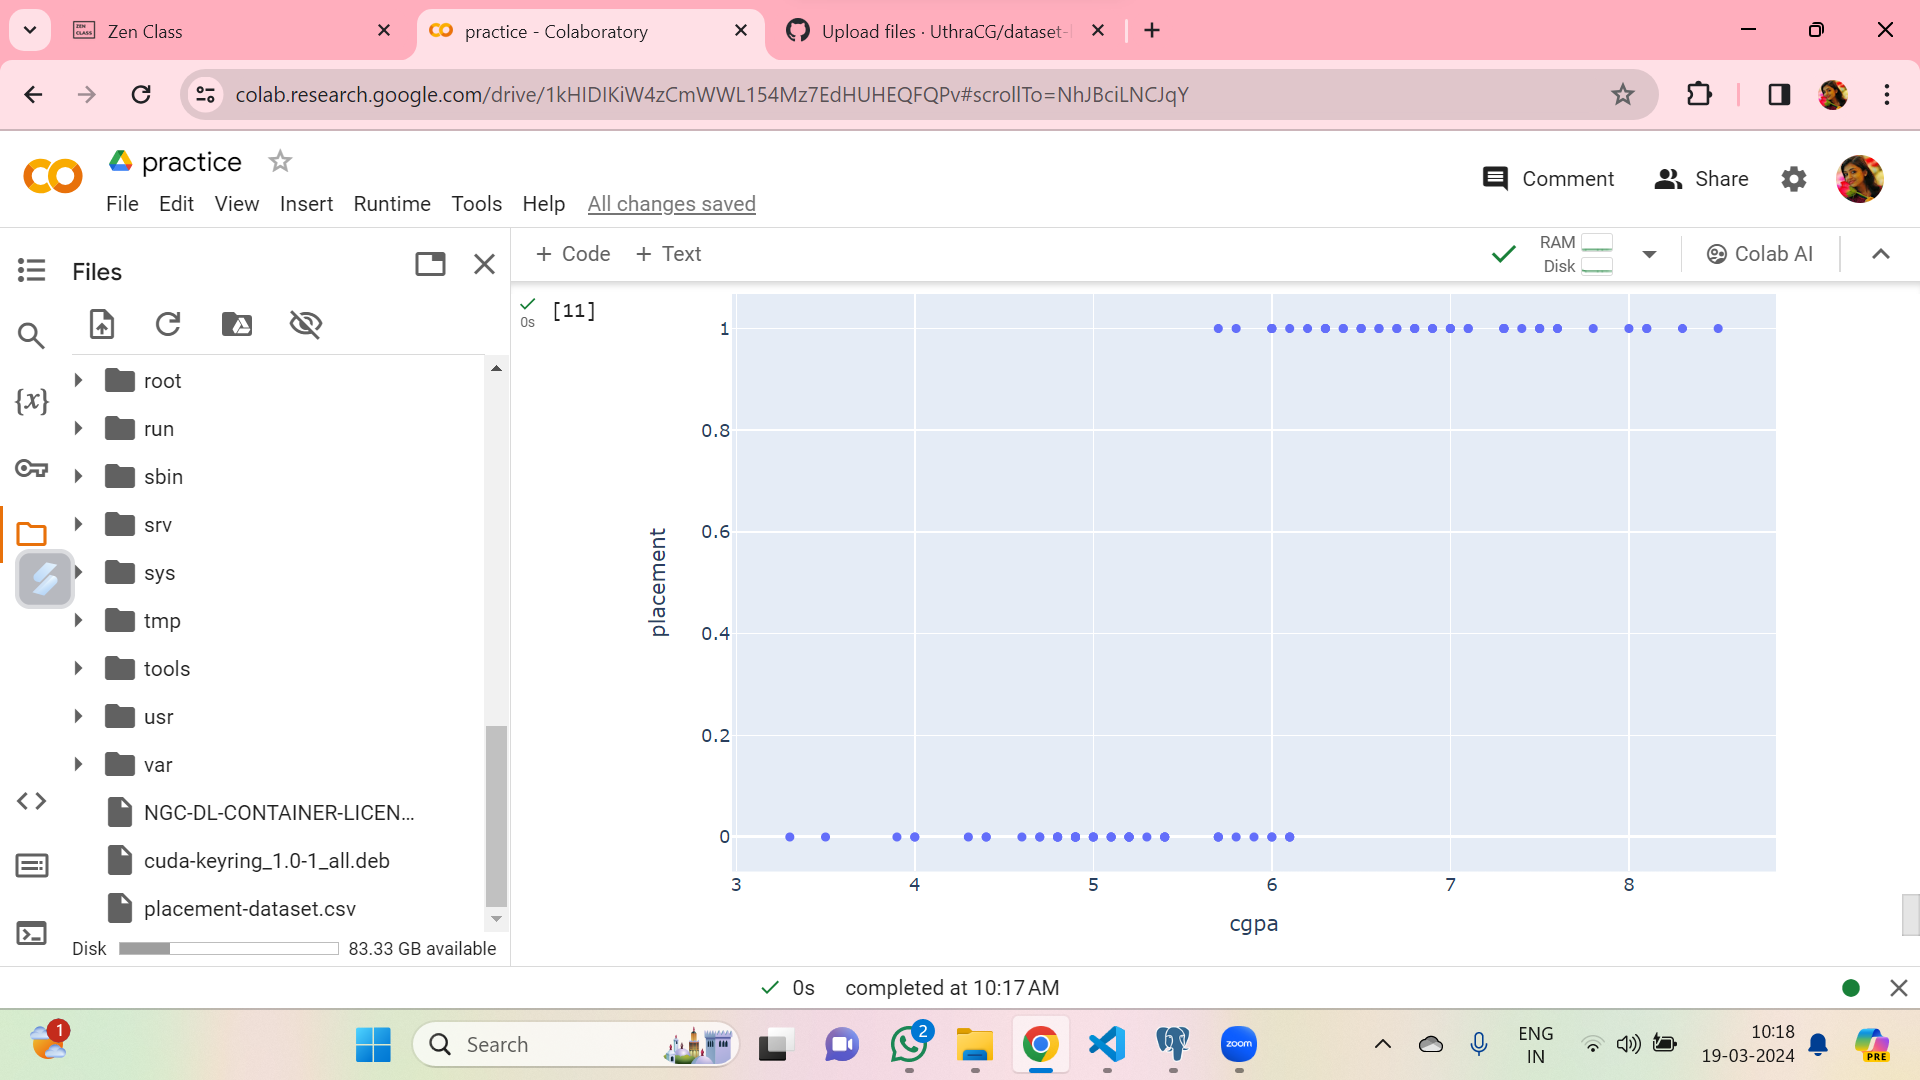 Zen Class
practice - Colaboratory
Upload files · UthraCG/dataset-
colab.research.google.com/drive/1kHIDIKiW4zCmWWL154Mz7EdHUHEQFQPv#scrollTo=NhJBciLNCJqY
practice
Comment
Share
File Edit View Insert Runtime Tools Help All changes saved
Files
+ Code + Text
RAM
Disk
Colab AI
[11]
0s
{x}
root
run
sbin
srv
sys
tmp
tools
usr
var
NGC-DL-CONTAINER-LICEN...
cuda-keyring_1.0-1_all.deb
placement-dataset.csv
Disk
83.33 GB available
1
0.8
0.6
0.4
0.2
0
placement
3 4 5 6 7 8
cgpa
0s completed at 10:17 AM
1
Search
2
zoom
ENG
IN
10:18
19-03-2024
PRE